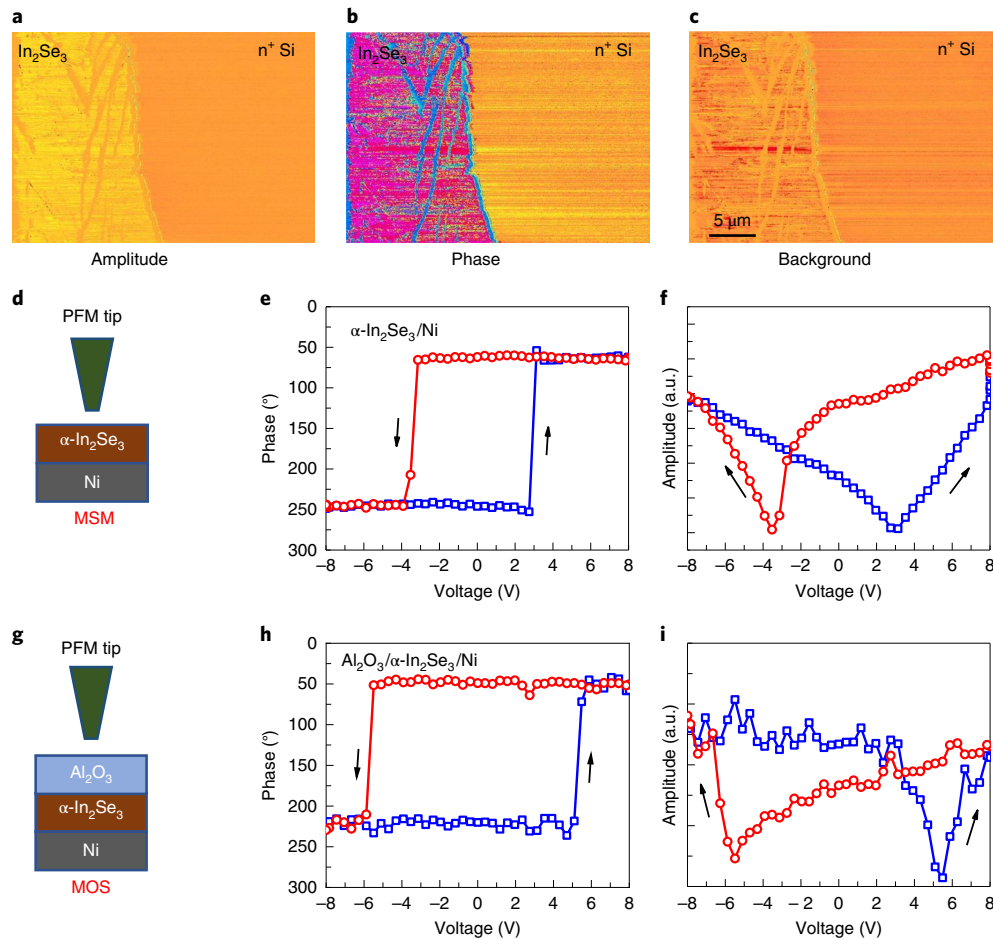 a
b
c
In₂Se₃
n⁺ Si
In₂Se₃
n⁺ Si
In₂Se₃
n⁺ Si
5 μm
Amplitude
Phase
Background
d
PFM tip
α-In₂Se₃
Ni
MSM
e
α-In₂Se₃/Ni
0
50
100
150
200
250
300
Phase (°)
−8 −6 −4 −2 0 2 4 6 8
Voltage (V)
f
Amplitude (a.u.)
−8 −6 −4 −2 0 2 4 6 8
Voltage (V)
g
PFM tip
Al₂O₃
α-In₂Se₃
Ni
MOS
h
Al₂O₃/α-In₂Se₃/Ni
0
50
100
150
200
250
300
Phase (°)
−8 −6 −4 −2 0 2 4 6 8
Voltage (V)
i
Amplitude (a.u.)
−8 −6 −4 −2 0 2 4 6 8
Voltage (V)